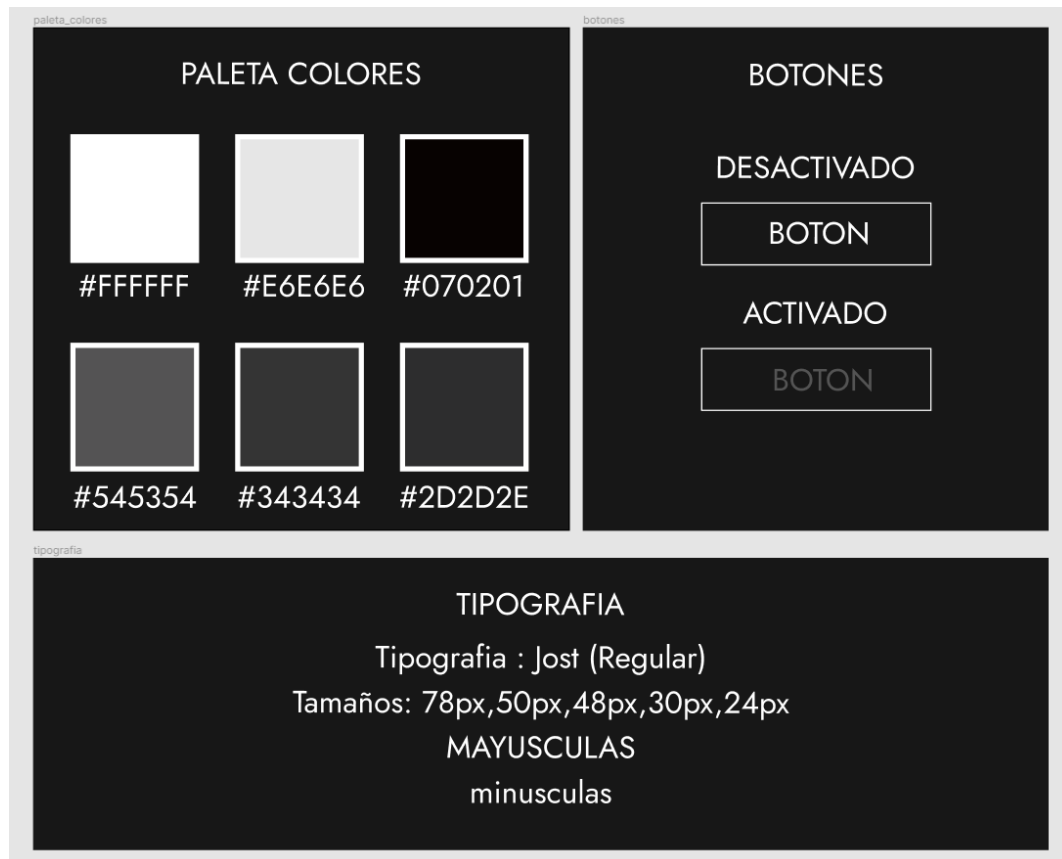 paleta_colores
PALETA COLORES
#FFFFFF
#E6E6E6
#070201
#545354
#343434
#2D2D2E
botones
BOTONES
DESACTIVADO
BOTON
ACTIVADO
BOTON
tipografia
TIPOGRAFIA
Tipografia : Jost (Regular)
Tamaños: 78px,50px,48px,30px,24px
MAYUSCULAS
minusculas